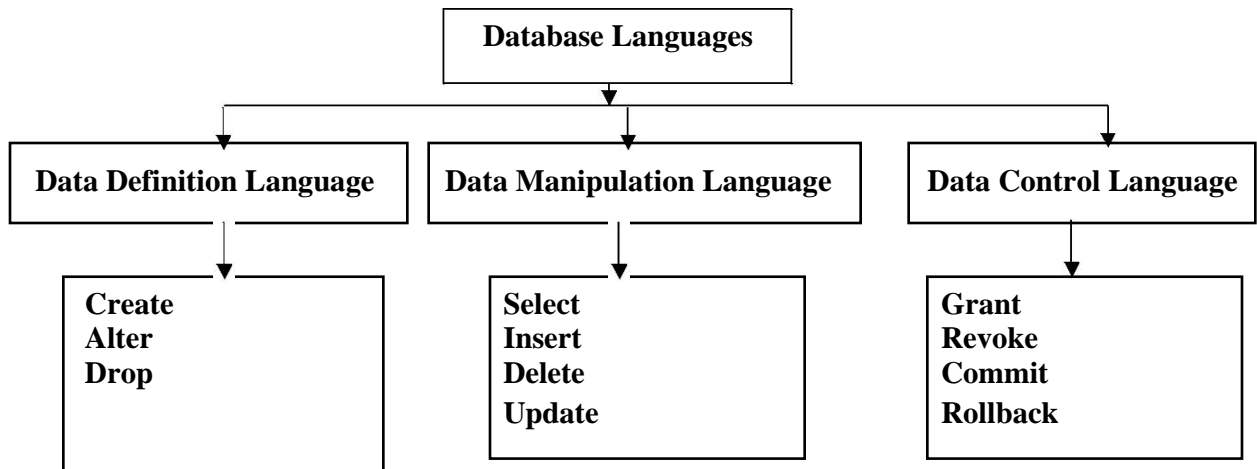 Database Languages
Data Definition Language
Data Manipulation Language
Data Control Language
Create
Alter
Drop
Select
Insert
Delete
Update
Grant
Revoke
Commit
Rollback